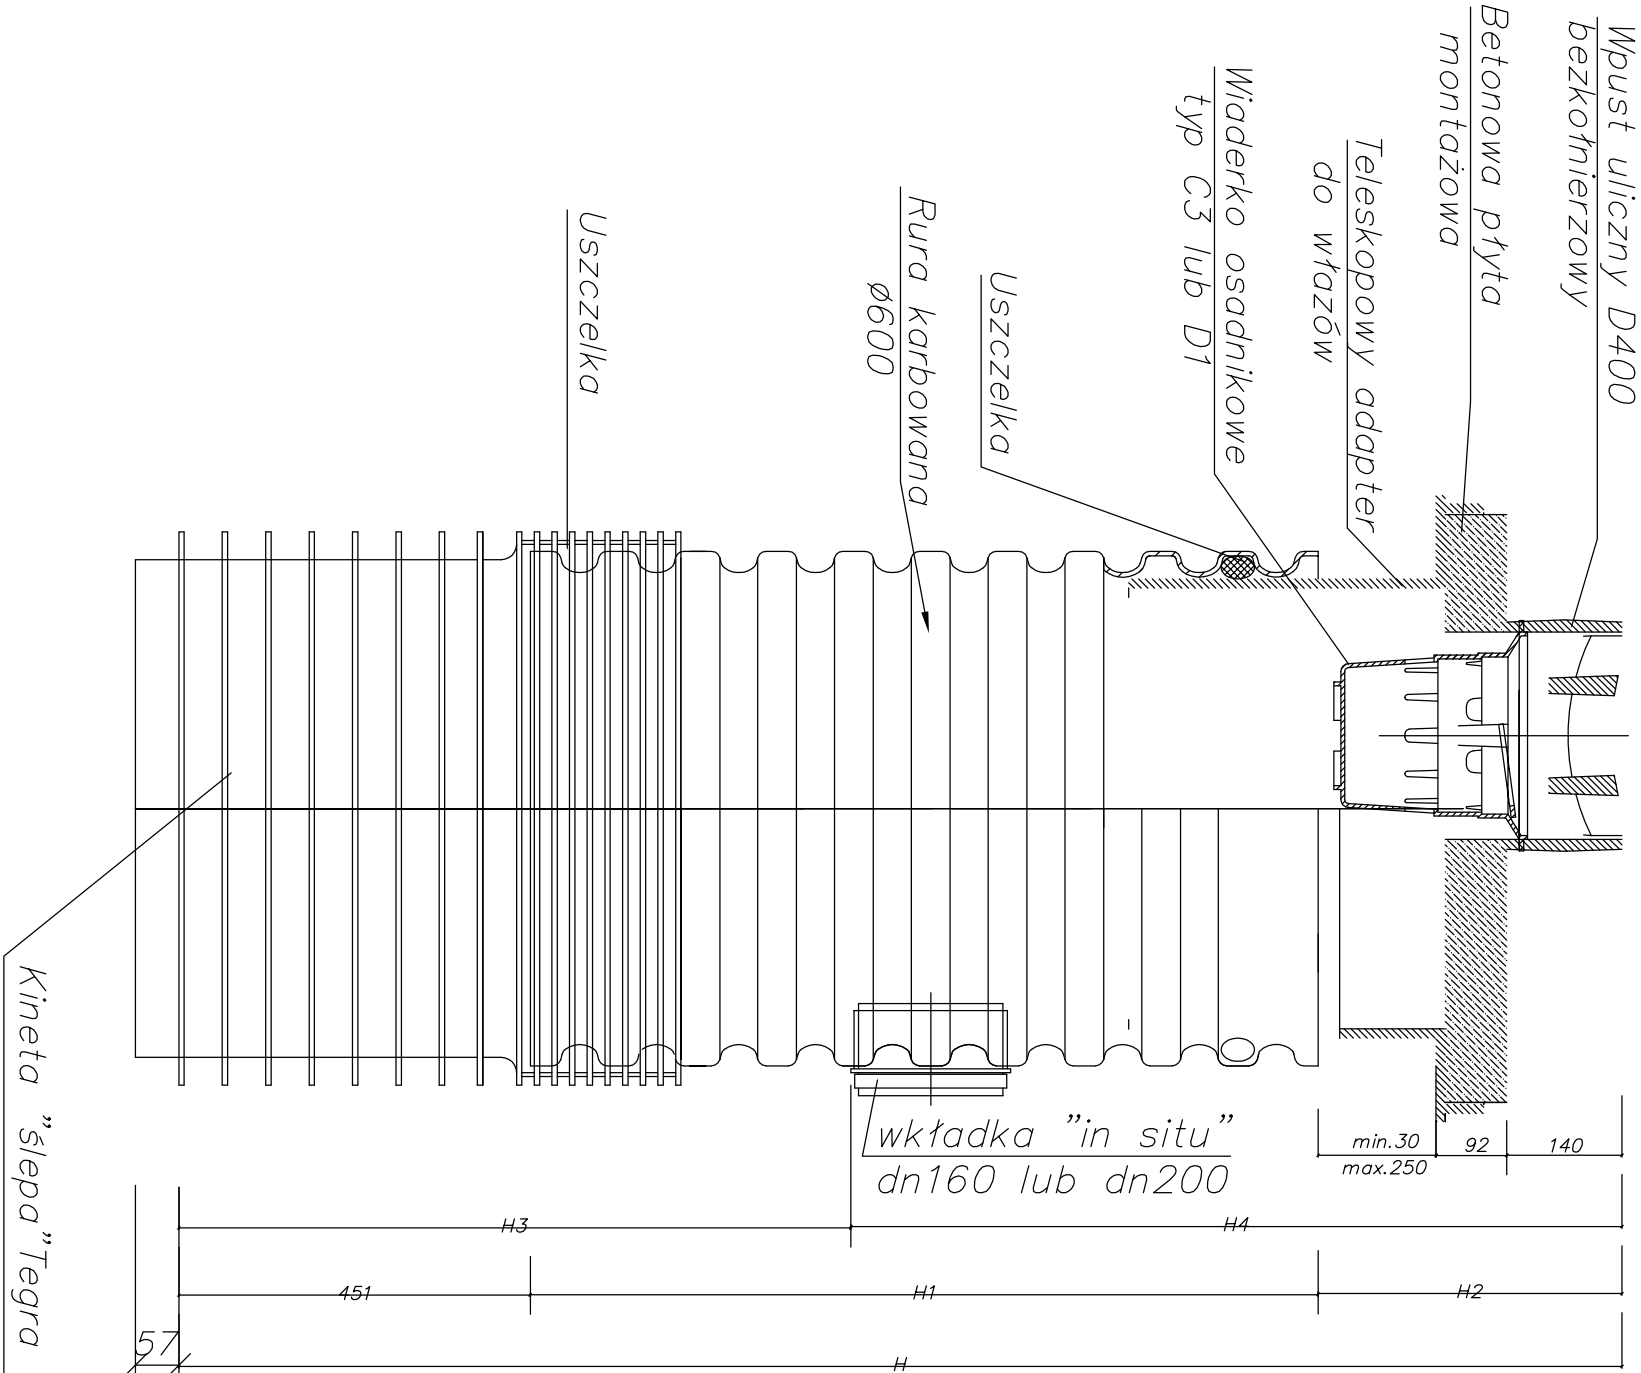 Wpust uliczny D400
bezkołnierzowy
Betonowa płyta
montażowa
Teleskopowy adapter
do włazów
Wiaderko osadnikowe
typ C3 lub D1
Uszczelka
Rura karbowana
ø600
Uszczelka
Kineta "ślepa" Tegra
wkładka "in situ"
dn160 lub dn200
min.30
max.250
92
140
H3
H4
451
H1
H2
57
H